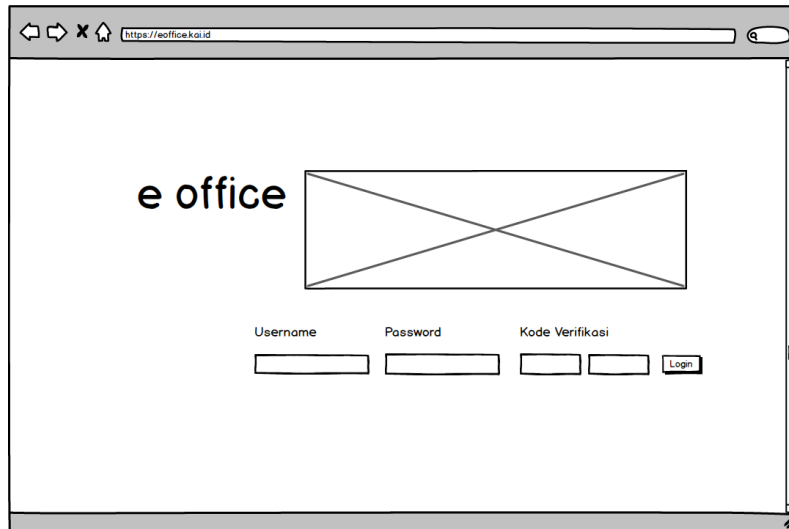 https://eoffice.kai.id
e office
Username Password Kode Verifikasi
Login